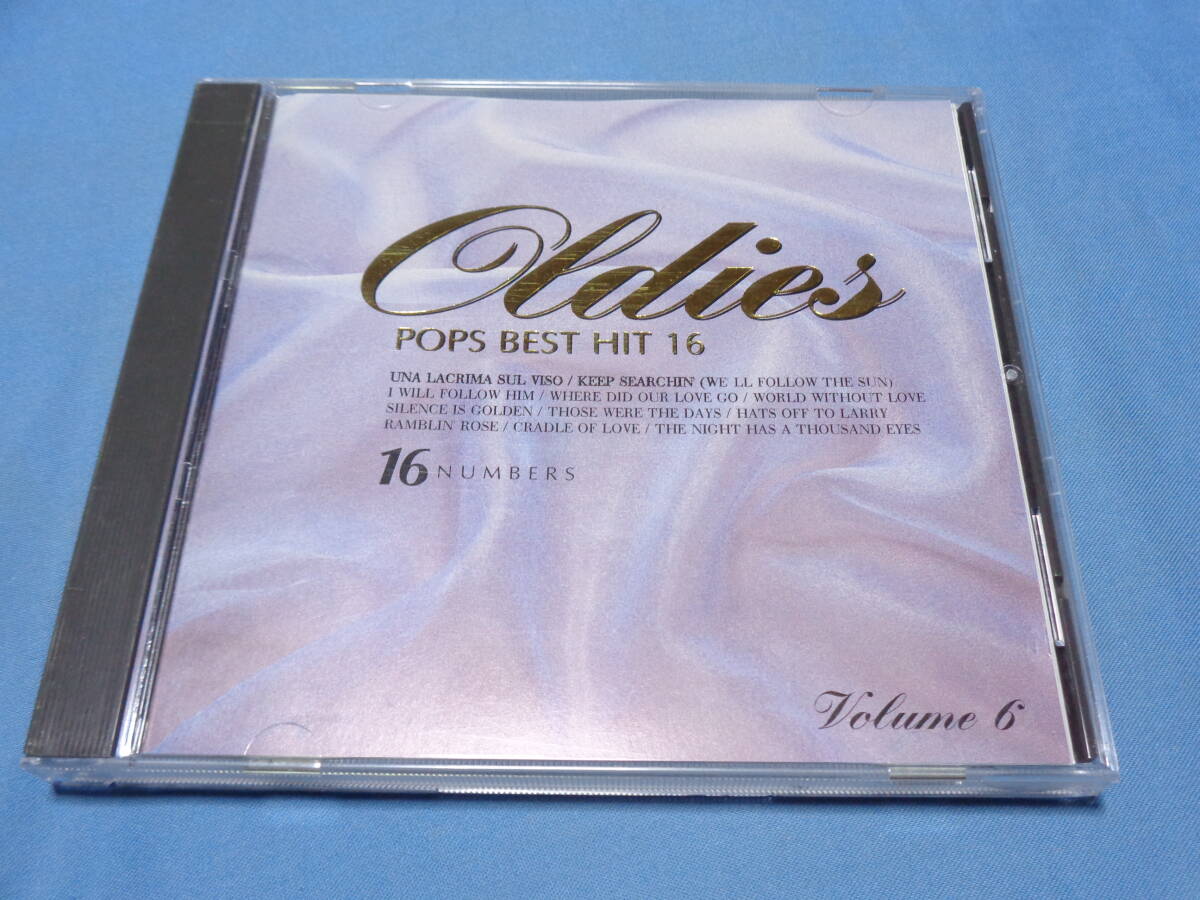 Oldies
POPS BEST HIT 16
UNA LACRIMA SUL VISO / KEEP SEARCHIN' (WE LL FOLLOW THE SUN)
I WILL FOLLOW HIM / WHERE DID OUR LOVE GO / WORLD WITHOUT LOVE
SILENCE IS GOLDEN / THOSE WERE THE DAYS / HATS OFF TO LARRY
RAMBLIN' ROSE / CRADLE OF LOVE / THE NIGHT HAS A THOUSAND EYES
16 NUMBERS
Volume 6